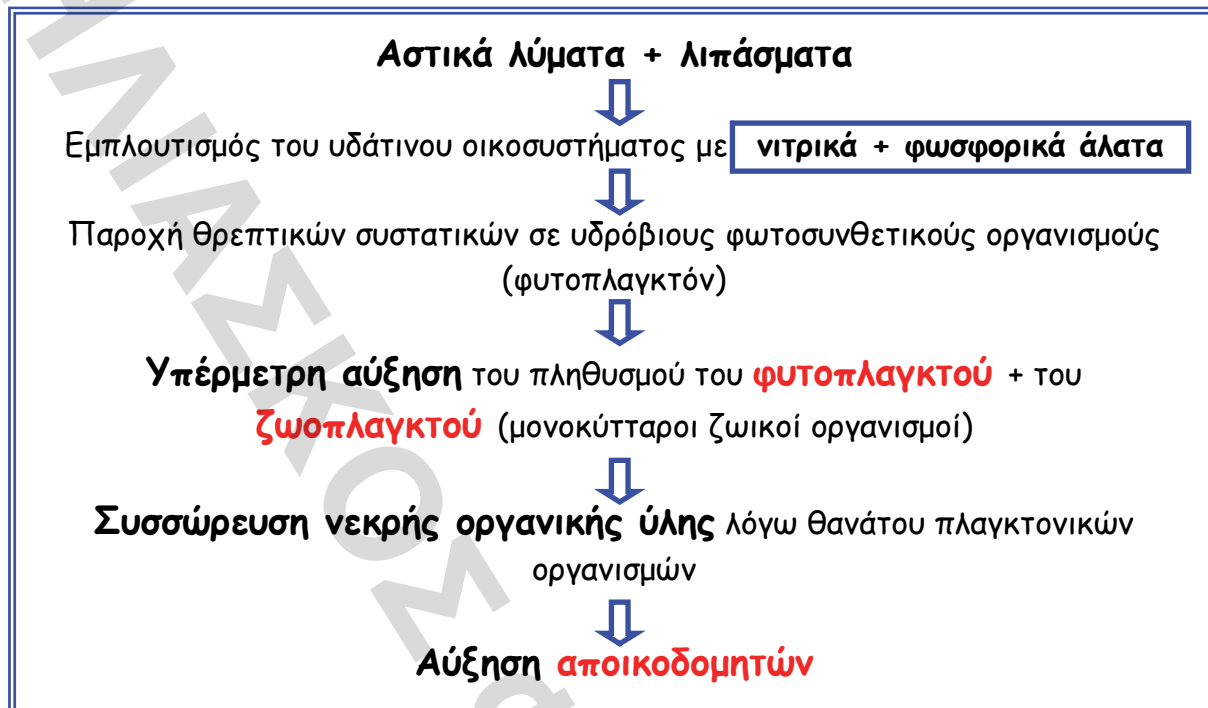 Αστικά λύματα + λιπάσματα
Εμπλουτισμός του υδάτινου οικοσυστήματος με νιτρικά + φωσφορικά άλατα
Παροχή θρεπτικών συστατικών σε υδρόβιους φωτοσυνθετικούς οργανισμούς
(φυτοπλαγκτόν)
Υπέρμετρη αύξηση του πληθυσμού του φυτοπλαγκτού + του
ζωοπλαγκτού (μονοκύτταροι ζωικοί οργανισμοί)
Συσσώρευση νεκρής οργανικής ύλης λόγω θανάτου πλαγκτονικών
οργανισμών
Αύξηση αποικοδομητών